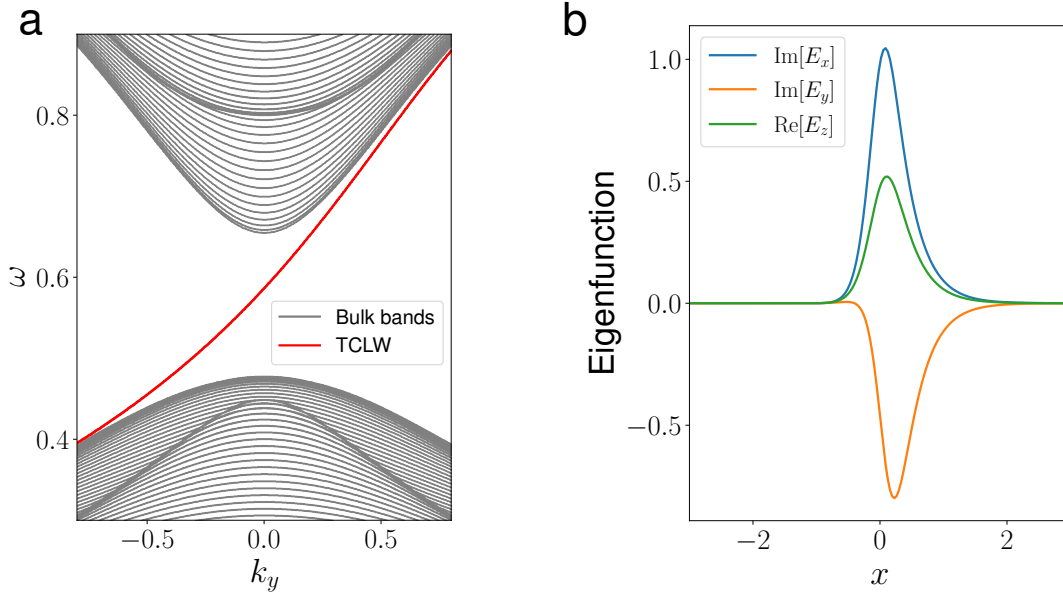 a
0.8
0.6
0.4
ω
−0.5
0.0
0.5
k_y
Bulk bands
TCLW
b
1.0
0.5
0.0
−0.5
Eigenfunction
−2
0
2
x
Im[E_x]
Im[E_y]
Re[E_z]